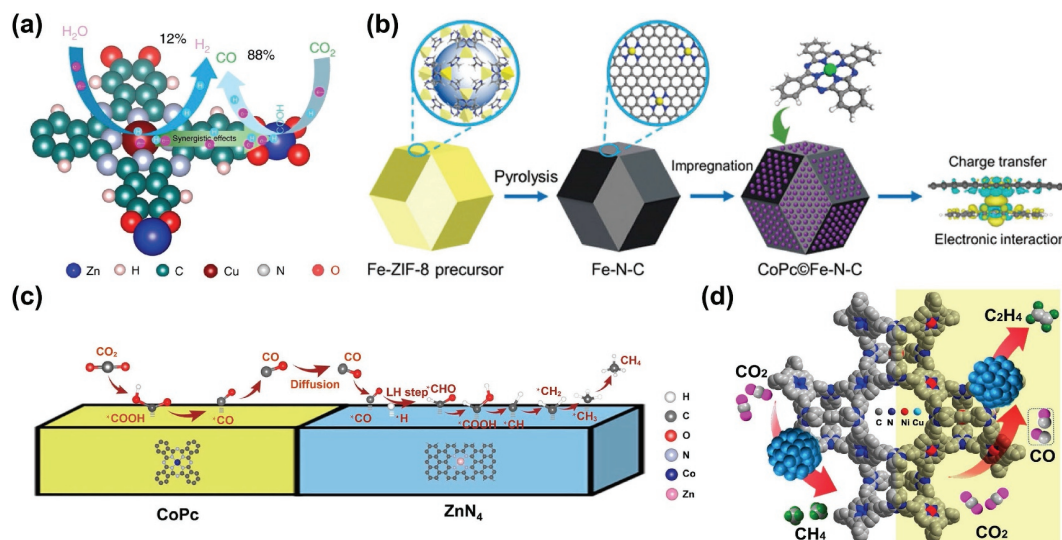 (a)
H₂O
12%
H₂
CO
88%
CO₂
COOH
Synergistic effects
Zn
H
C
Cu
N
O
(b)
Pyrolysis
Impregnation
Charge transfer
Electronic interaction
Fe-ZIF-8 precursor
Fe-N-C
CoPc©Fe-N-C
(c)
CO₂
CO
CO
Diffusion
CH₄
LH step
*CHO
*CH₂
*COOH
*CO
*CO
*H
*COOH
*CH
*CH₃
H
C
O
N
Co
Zn
CoPc
ZnN₄
(d)
C₂H₄
CO₂
C N Ni Cu
CO
CH₄
CO₂